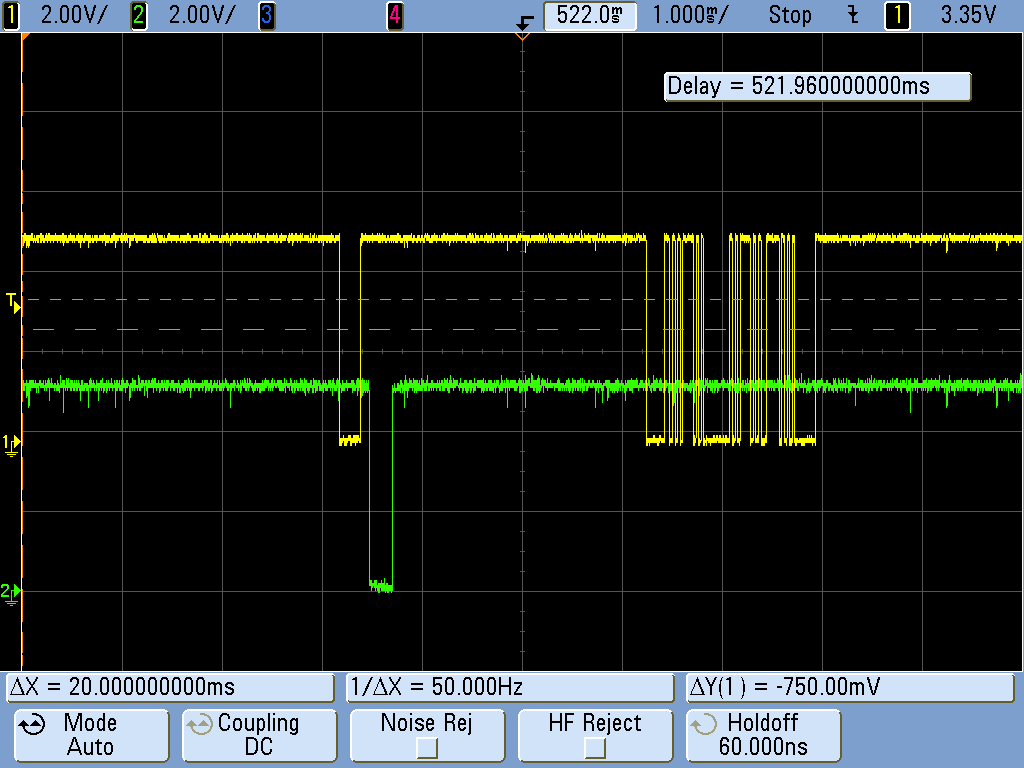 1 2.00V/ 2 2.00V/ 3 4 522.0ms 1.000ms/ Stop 1 3.35V
Delay = 521.960000000ms
T
1
2
ΔX = 20.000000000ms 1/ΔX = 50.000Hz ΔY(1) = -750.00mV
Mode Coupling Noise Rej HF Reject Holdoff
Auto DC 60.000ns